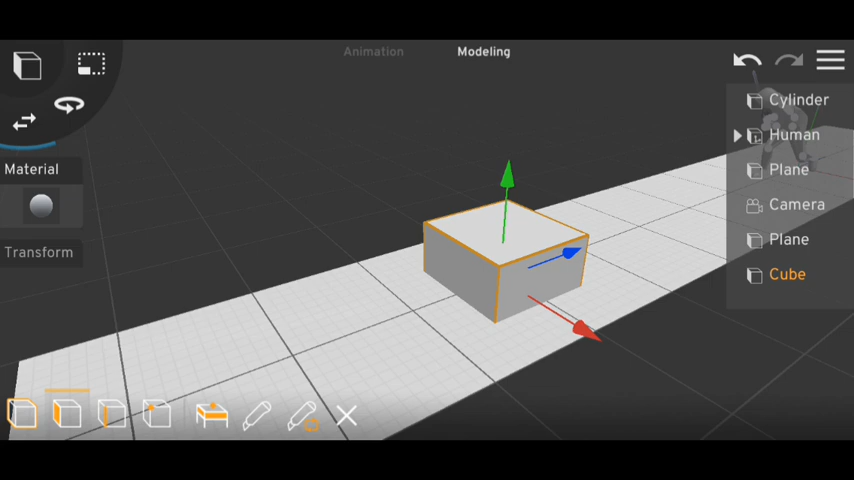 Animation
Modeling
Cylinder
Human
Material
Plane
Camera
Transform
Plane
Cube